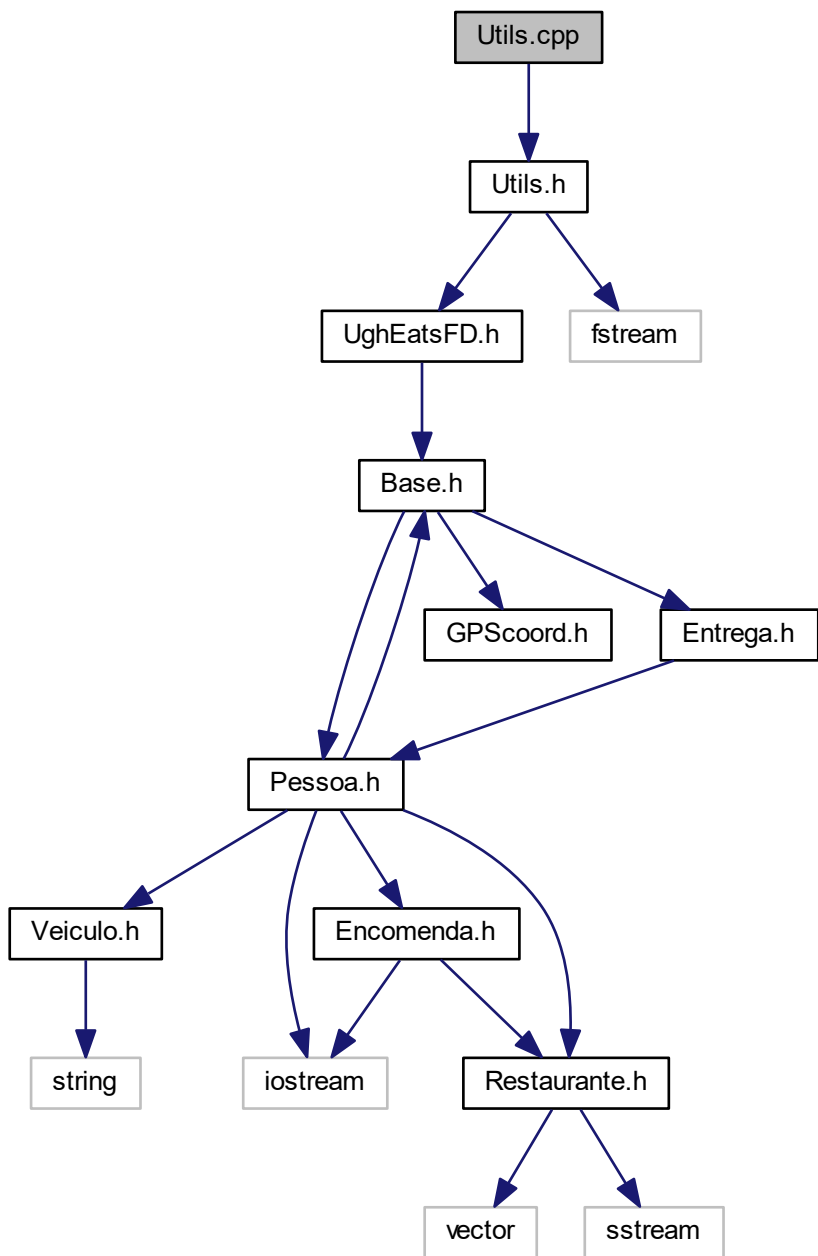 Utils.cpp
Utils.h
UghEatsFD.h
fstream
Base.h
GPScoord.h
Entrega.h
Pessoa.h
Veiculo.h
Encomenda.h
string
iostream
Restaurante.h
vector
sstream